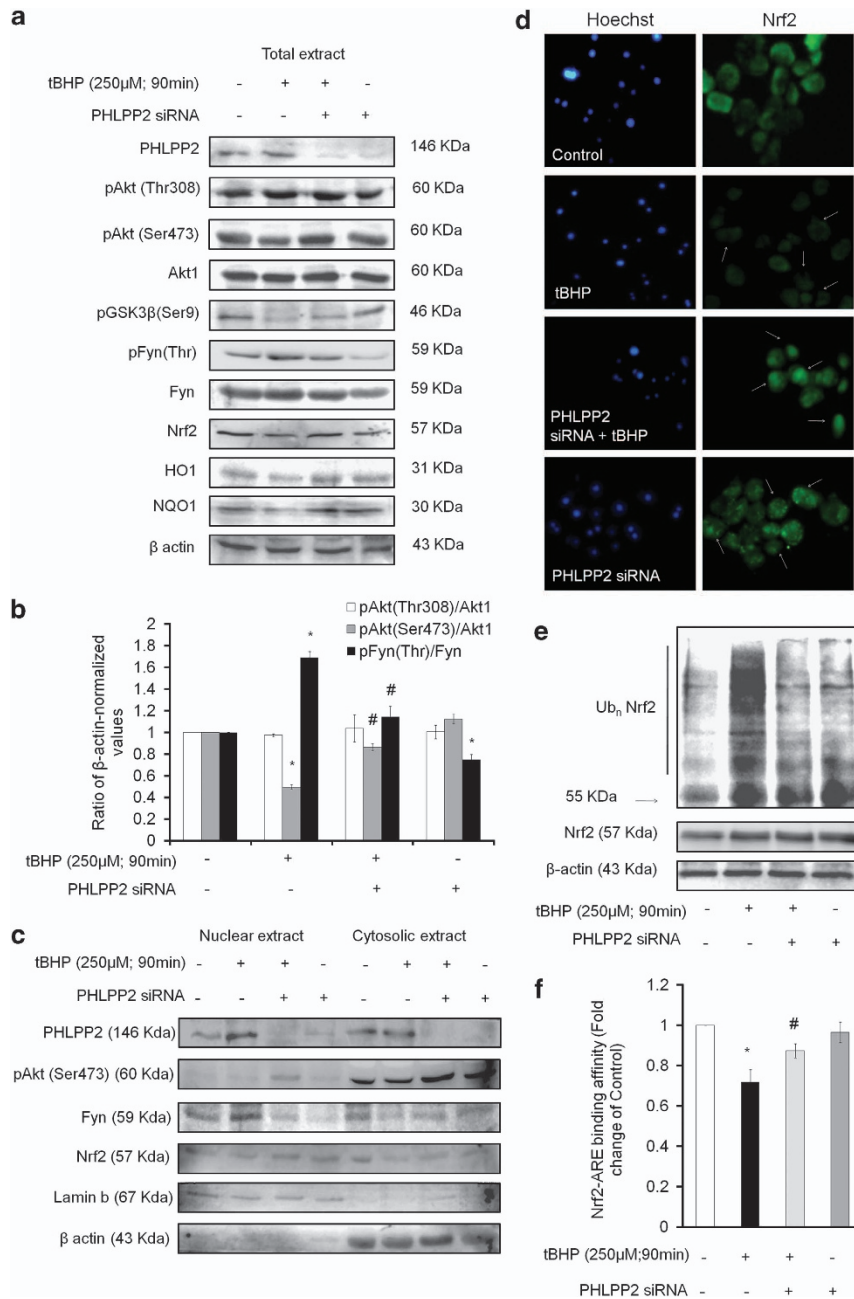 a
Total extract
tBHP (250µM; 90min) - + + -
PHLPP2 siRNA - - + +
PHLPP2 146 KDa
pAkt (Thr308) 60 KDa
pAkt (Ser473) 60 KDa
Akt1 60 KDa
pGSK3β(Ser9) 46 KDa
pFyn(Thr) 59 KDa
Fyn 59 KDa
Nrf2 57 KDa
HO1 31 KDa
NQO1 30 KDa
β actin 43 KDa
b
pAkt(Thr308)/Akt1
pAkt(Ser473)/Akt1
pFyn(Thr)/Fyn
Ratio of β-actin-normalized
values
2
1.8
1.6
1.4
1.2
1
0.8
0.6
0.4
0.2
0
* * # # *
tBHP (250µM; 90min) - + + -
PHLPP2 siRNA - - + +
c
Nuclear extract Cytosolic extract
tBHP (250µM; 90min) - + + - - + + -
PHLPP2 siRNA - - + + - - + +
PHLPP2 (146 Kda)
pAkt (Ser473) (60 Kda)
Fyn (59 Kda)
Nrf2 (57 Kda)
Lamin b (67 Kda)
β actin (43 Kda)
d
Hoechst Nrf2
Control
tBHP
PHLPP2
siRNA + tBHP
PHLPP2 siRNA
e
Ubn Nrf2
55 KDa
Nrf2 (57 Kda)
β-actin (43 Kda)
tBHP (250µM; 90min) - + + -
PHLPP2 siRNA - - + +
f
Nrf2-ARE binding affinity (Fold
change of Control)
1.2
1
0.8
0.6
0.4
0.2
0
* #
tBHP (250µM;90min) - + + -
PHLPP2 siRNA - - + +